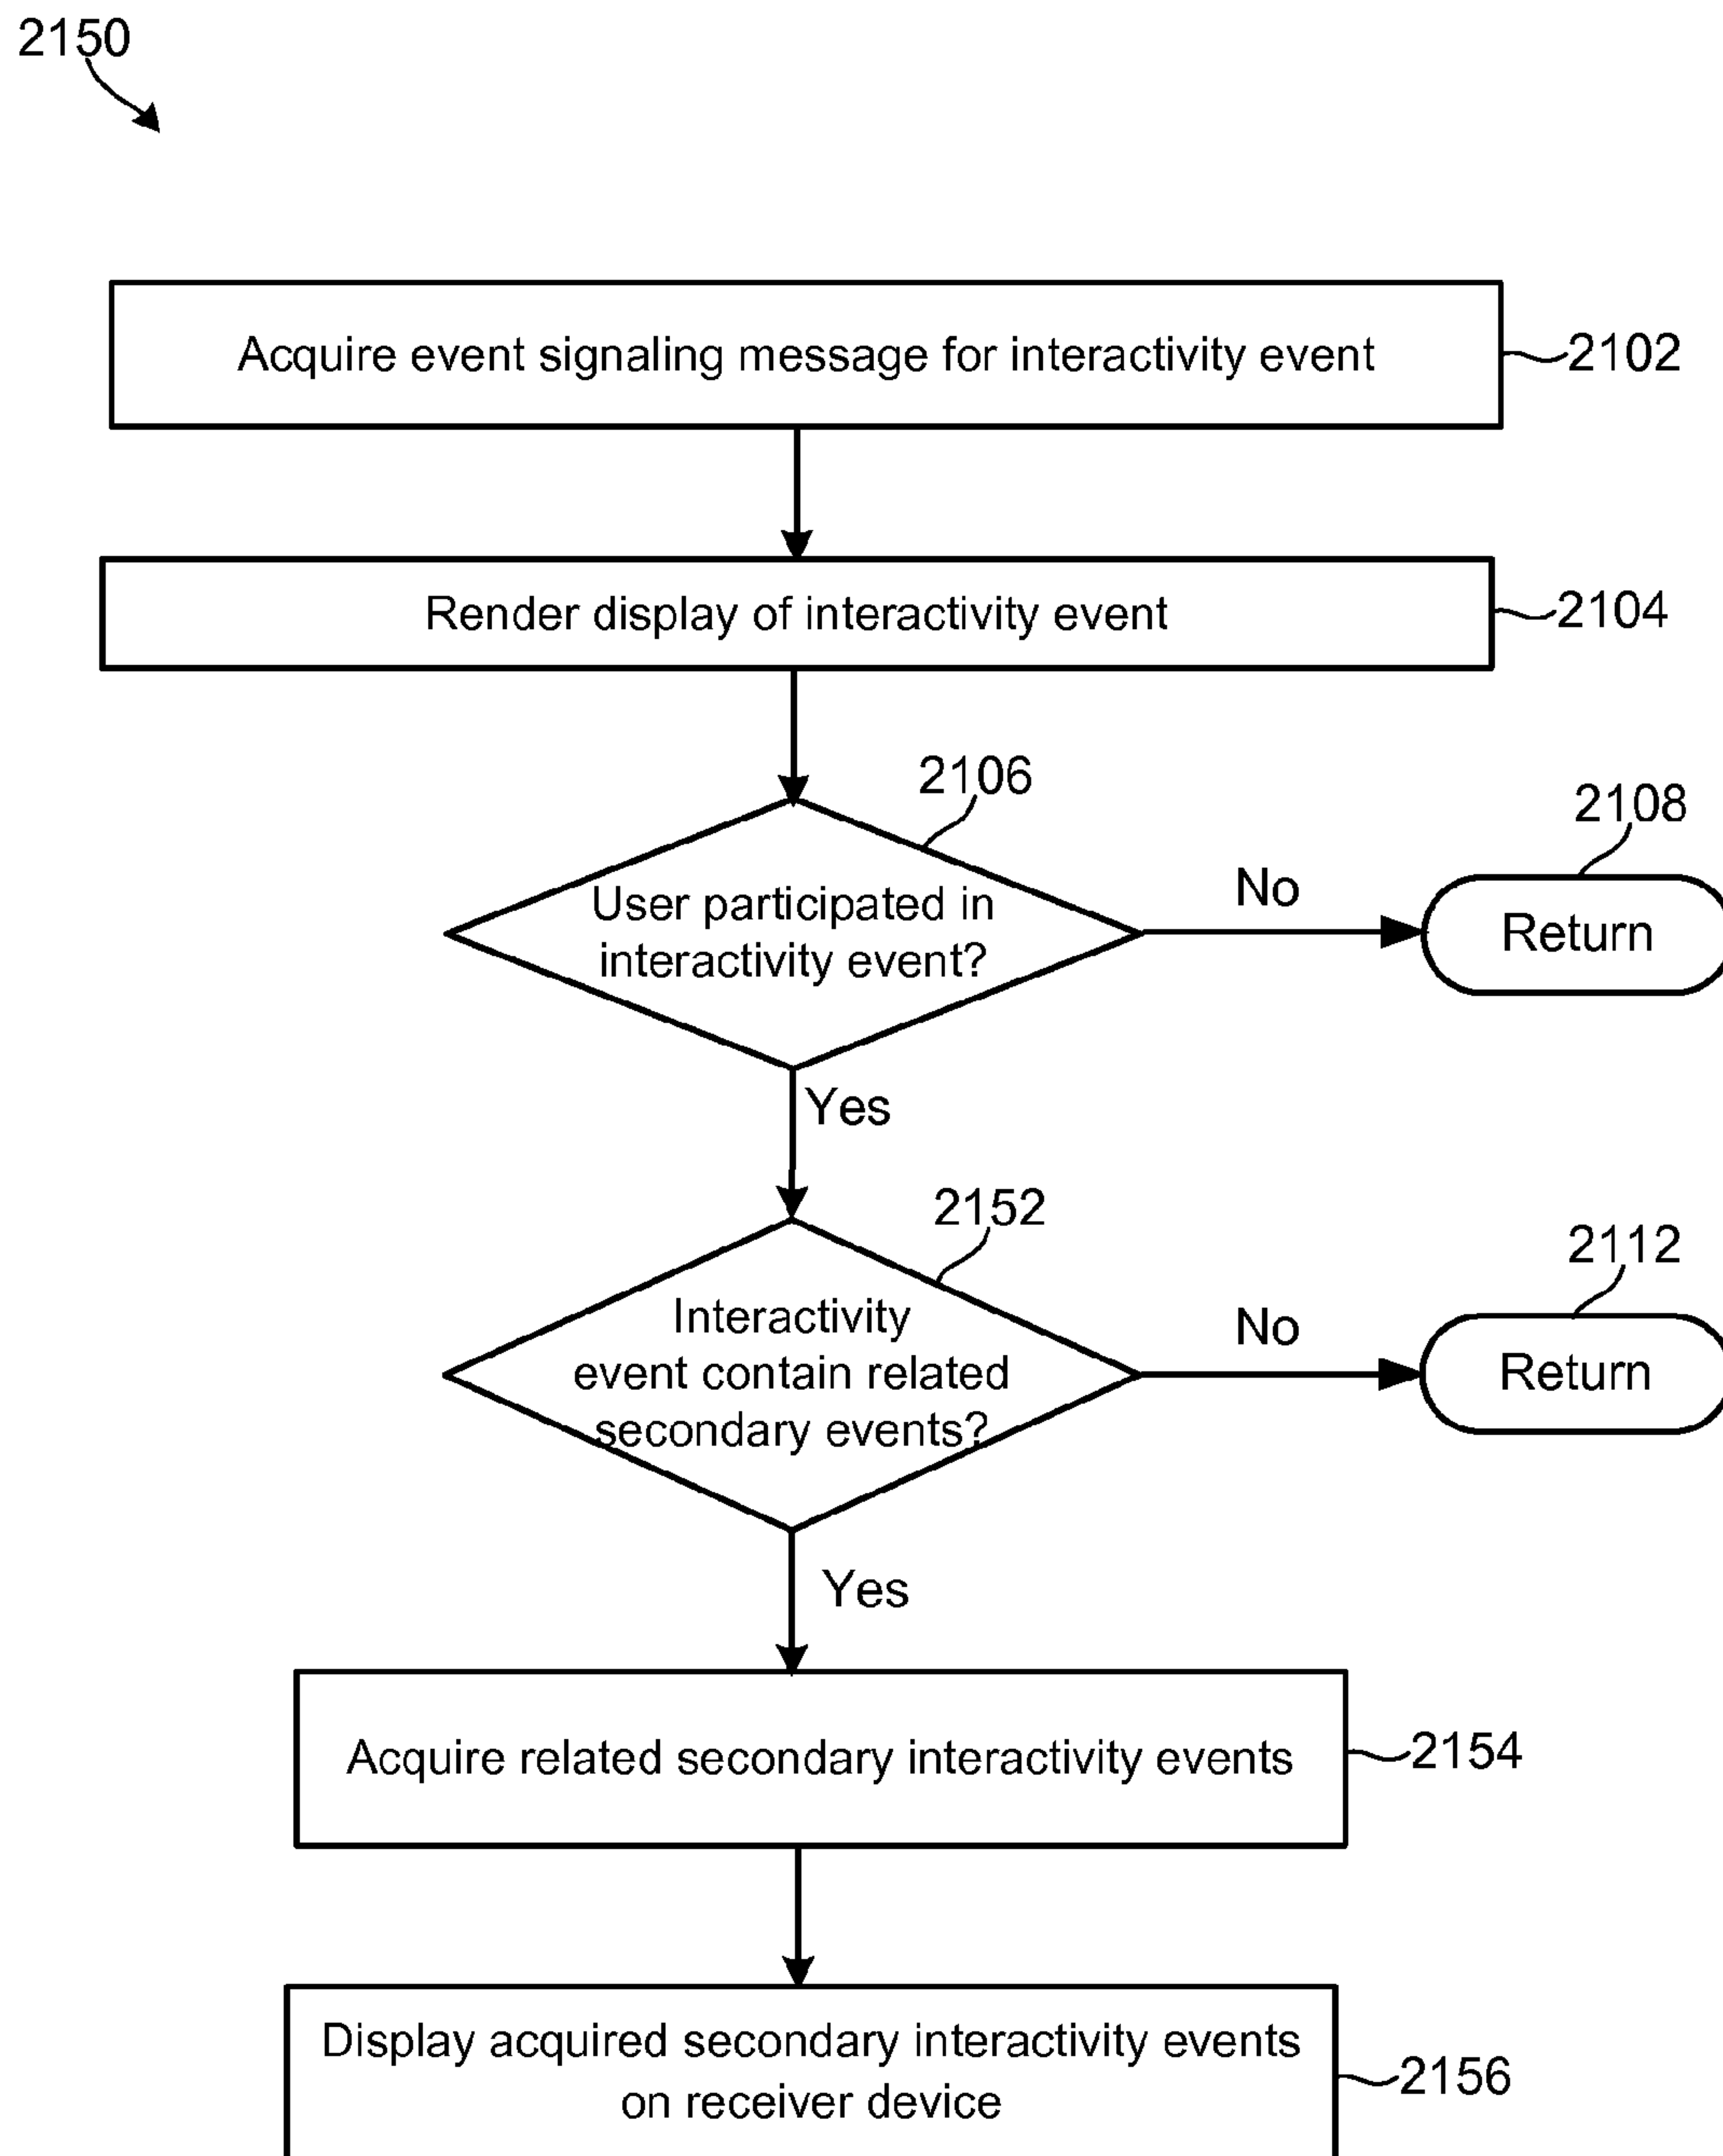 2150
Acquire event signaling message for interactivity event
2102
Render display of interactivity event
2104
2106
2108
User participated in
interactivity event?
No
Return
Yes
2152
2112
Interactivity
event contain related
secondary events?
No
Return
Yes
Acquire related secondary interactivity events
2154
Display acquired secondary interactivity events
on receiver device
2156